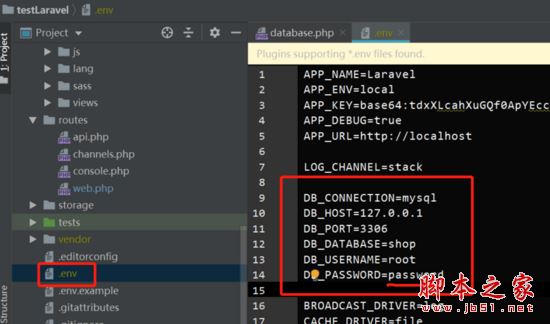 testLaravel .env
1: Project
Project
js
lang
sass
views
routes
api.php
channels.php
console.php
web.php
storage
tests
vendor
.editorconfig
.env
.env.example
.gitattributes
Structure
database.php .env
Plugins supporting *.env files found.
1 APP_NAME=Laravel
2 APP_ENV=local
3 APP_KEY=base64:tdxXLcahXuGQf0ApYEcc
4 APP_DEBUG=true
5 APP_URL=http://localhost
6
7 LOG_CHANNEL=stack
8
9 DB_CONNECTION=mysql
10 DB_HOST=127.0.0.1
11 DB_PORT=3306
12 DB_DATABASE=shop
13 DB_USERNAME=root
14 DB_PASSWORD=password
15
16 BROADCAST_DRIVER=
17 CACHE_DRIVER=file
脚本之家
www.jb51.net